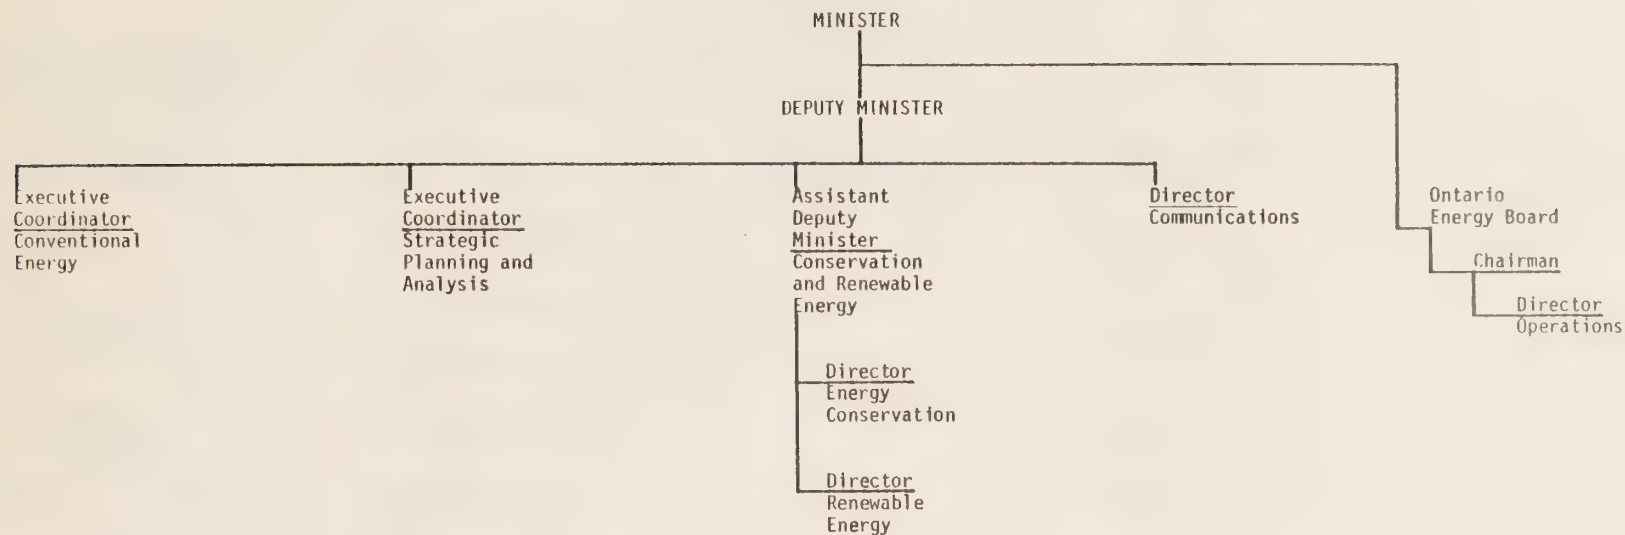 MINISTER
DEPUTY MINISTER
Executive
Coordinator
Conventional
Energy
Executive
Coordinator
Strategic
Planning and
Analysis
Assistant
Deputy
Minister
Conservation
and Renewable
Energy
Director
Energy
Conservation
Director
Renewable
Energy
Director
Communications
Ontario
Energy Board
Chairman
Director
Operations